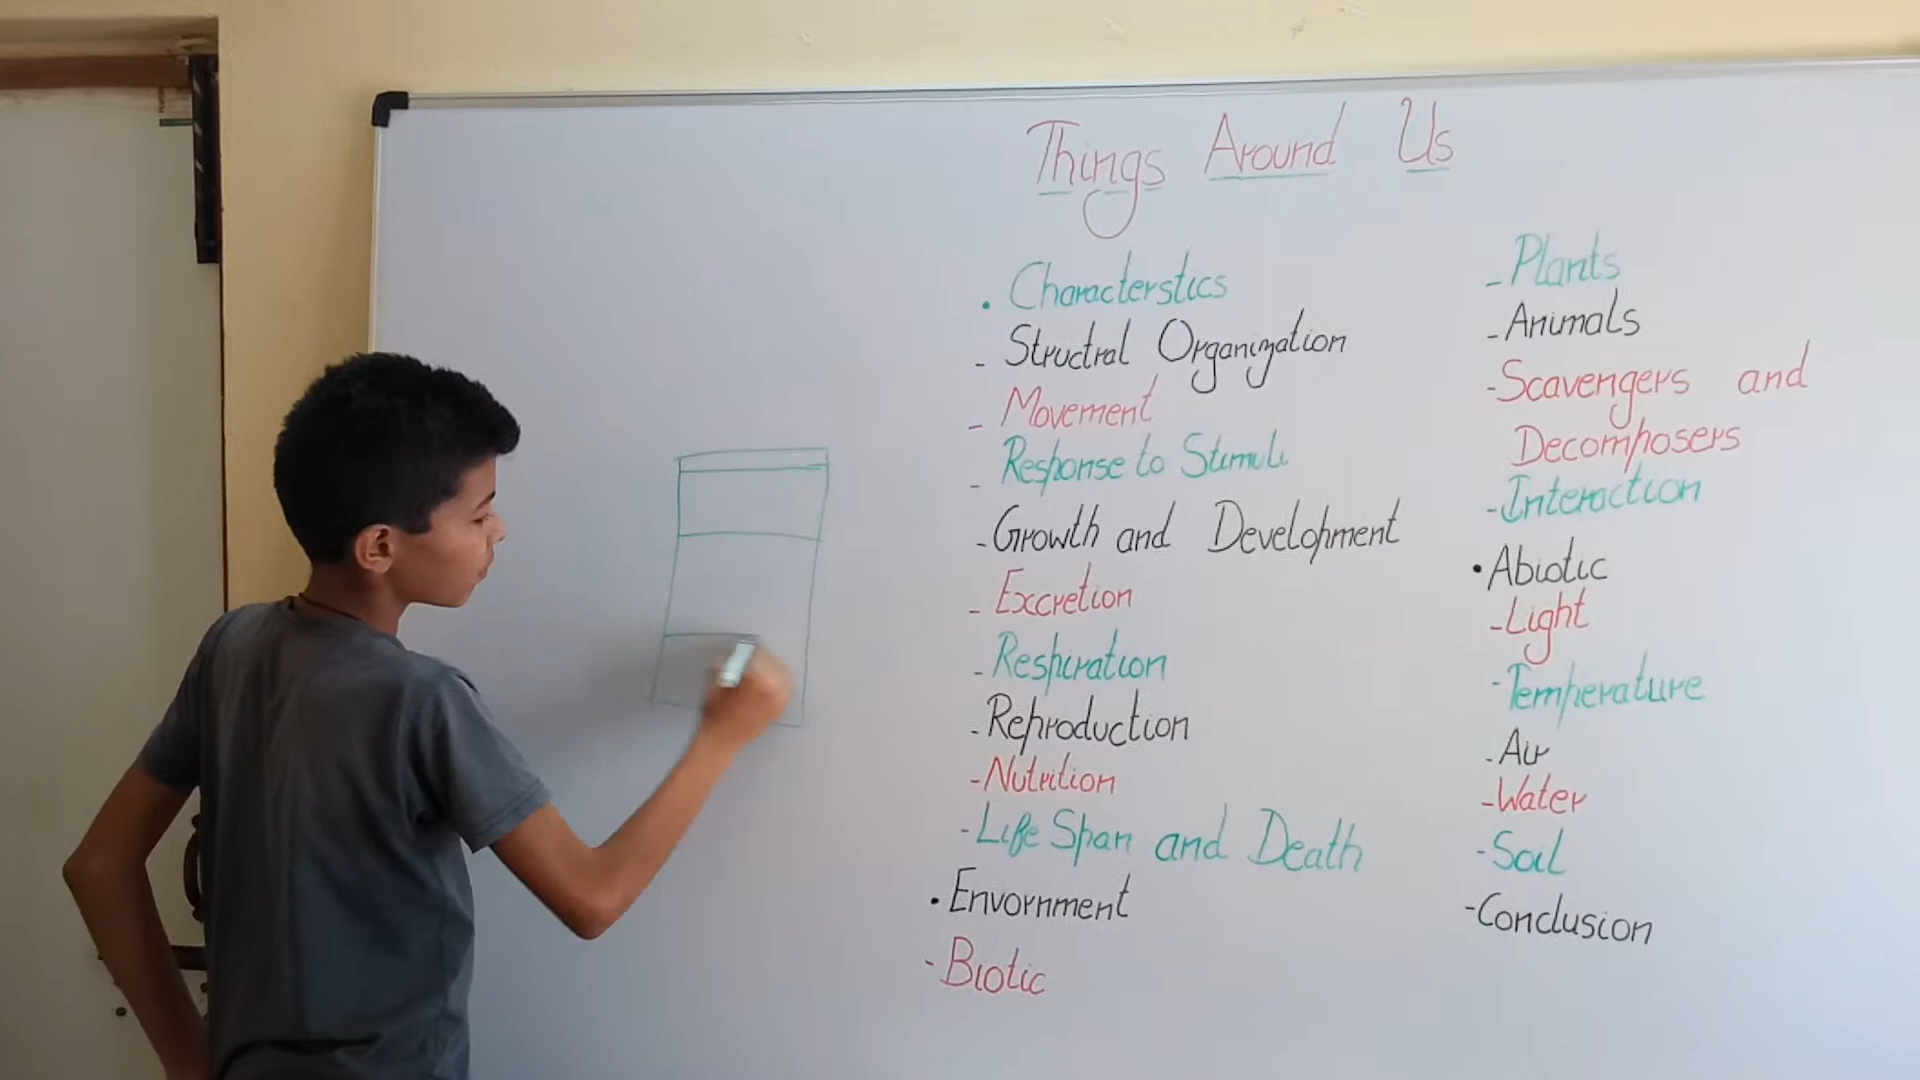 Things Around Us
. Characterstics
- Structral Organization
- Movement
- Response to Stimuli
- Growth and Development
- Excretion
- Respiration
- Reproduction
- Nutrition
- Life Span and Death
• Envornment
- Biotic
- Plants
- Animals
- Scavengers and
Decomposers
- Interaction
• Abiotic
- Light
- Temperature
- Air
- Water
- Soil
- Conclusion